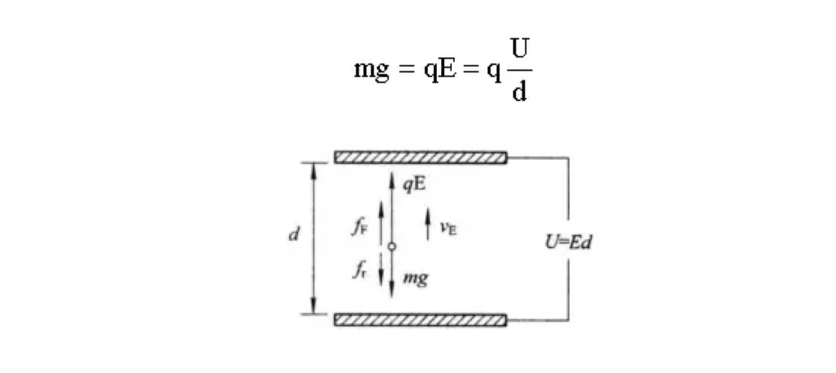 mg = qE = q U/d
qE
d
f_F
v_E
U=Ed
f_r
mg